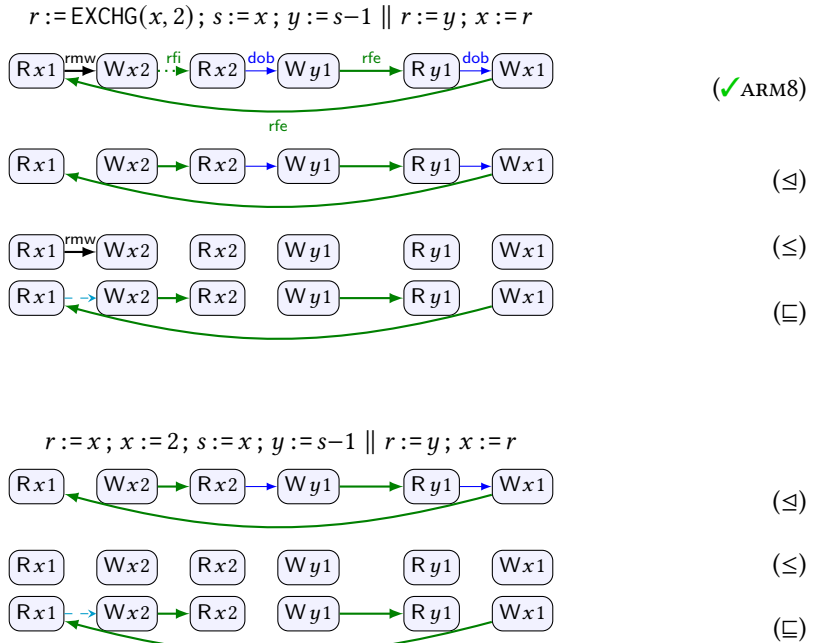 r := EXCHG(x, 2); s := x; y := s−1 ∥ r := y; x := r
rmw rfi dob rfe dob
Rx1 Wx2 Rx2 Wy1 Ry1 Wx1 (✓ARM8)
rfe
Rx1 Wx2 Rx2 Wy1 Ry1 Wx1 (⊴)
rmw
Rx1 Wx2 Rx2 Wy1 Ry1 Wx1 (≤)
Rx1 Wx2 Rx2 Wy1 Ry1 Wx1 (⊑)
r := x; x := 2; s := x; y := s−1 ∥ r := y; x := r
Rx1 Wx2 Rx2 Wy1 Ry1 Wx1 (⊴)
Rx1 Wx2 Rx2 Wy1 Ry1 Wx1 (≤)
Rx1 Wx2 Rx2 Wy1 Ry1 Wx1 (⊑)